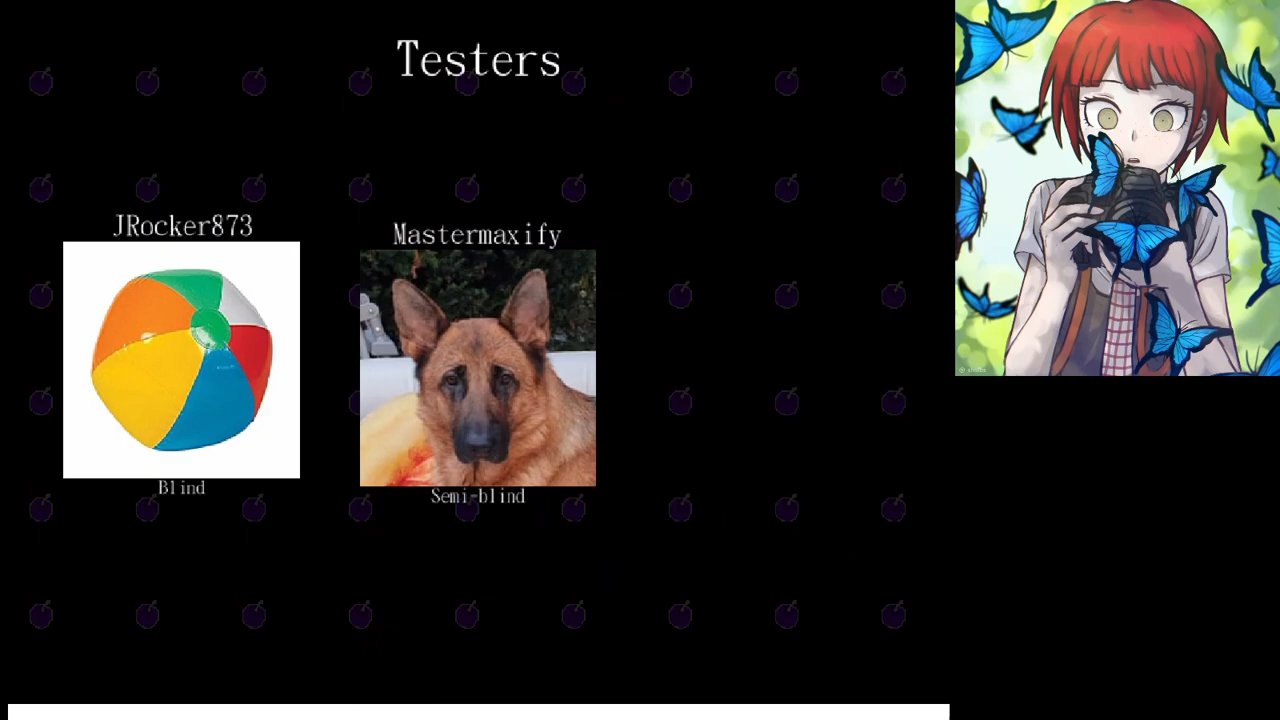 Testers
JRocker873
Mastermaxify
Blind
Semi-blind